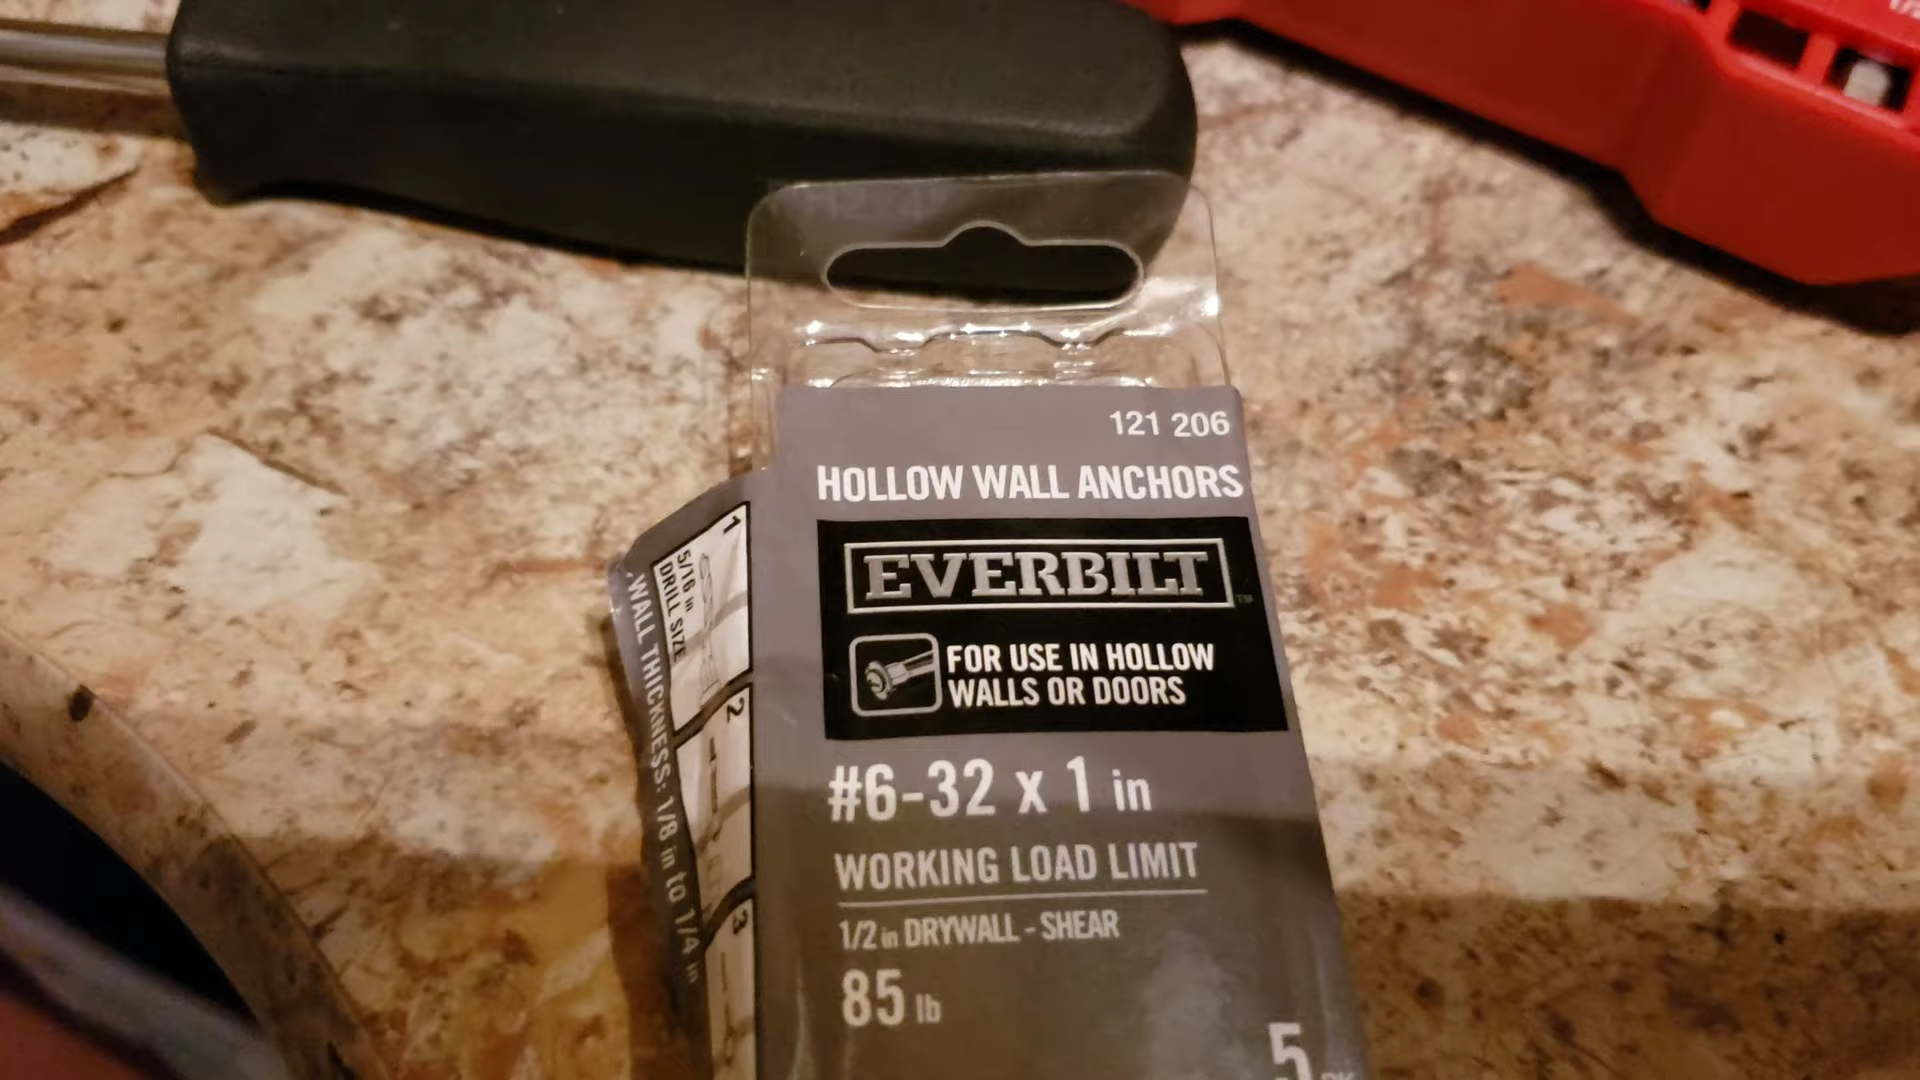 121 206
HOLLOW WALL ANCHORS
EVERBILT™
FOR USE IN HOLLOW
WALLS OR DOORS
#6-32 x 1 in
WORKING LOAD LIMIT
1/2 in DRYWALL - SHEAR
85 lb
5
1
5/16 in
DRILL SIZE
2
3
WALL THICKNESS: 1/8 in to 1/4 in